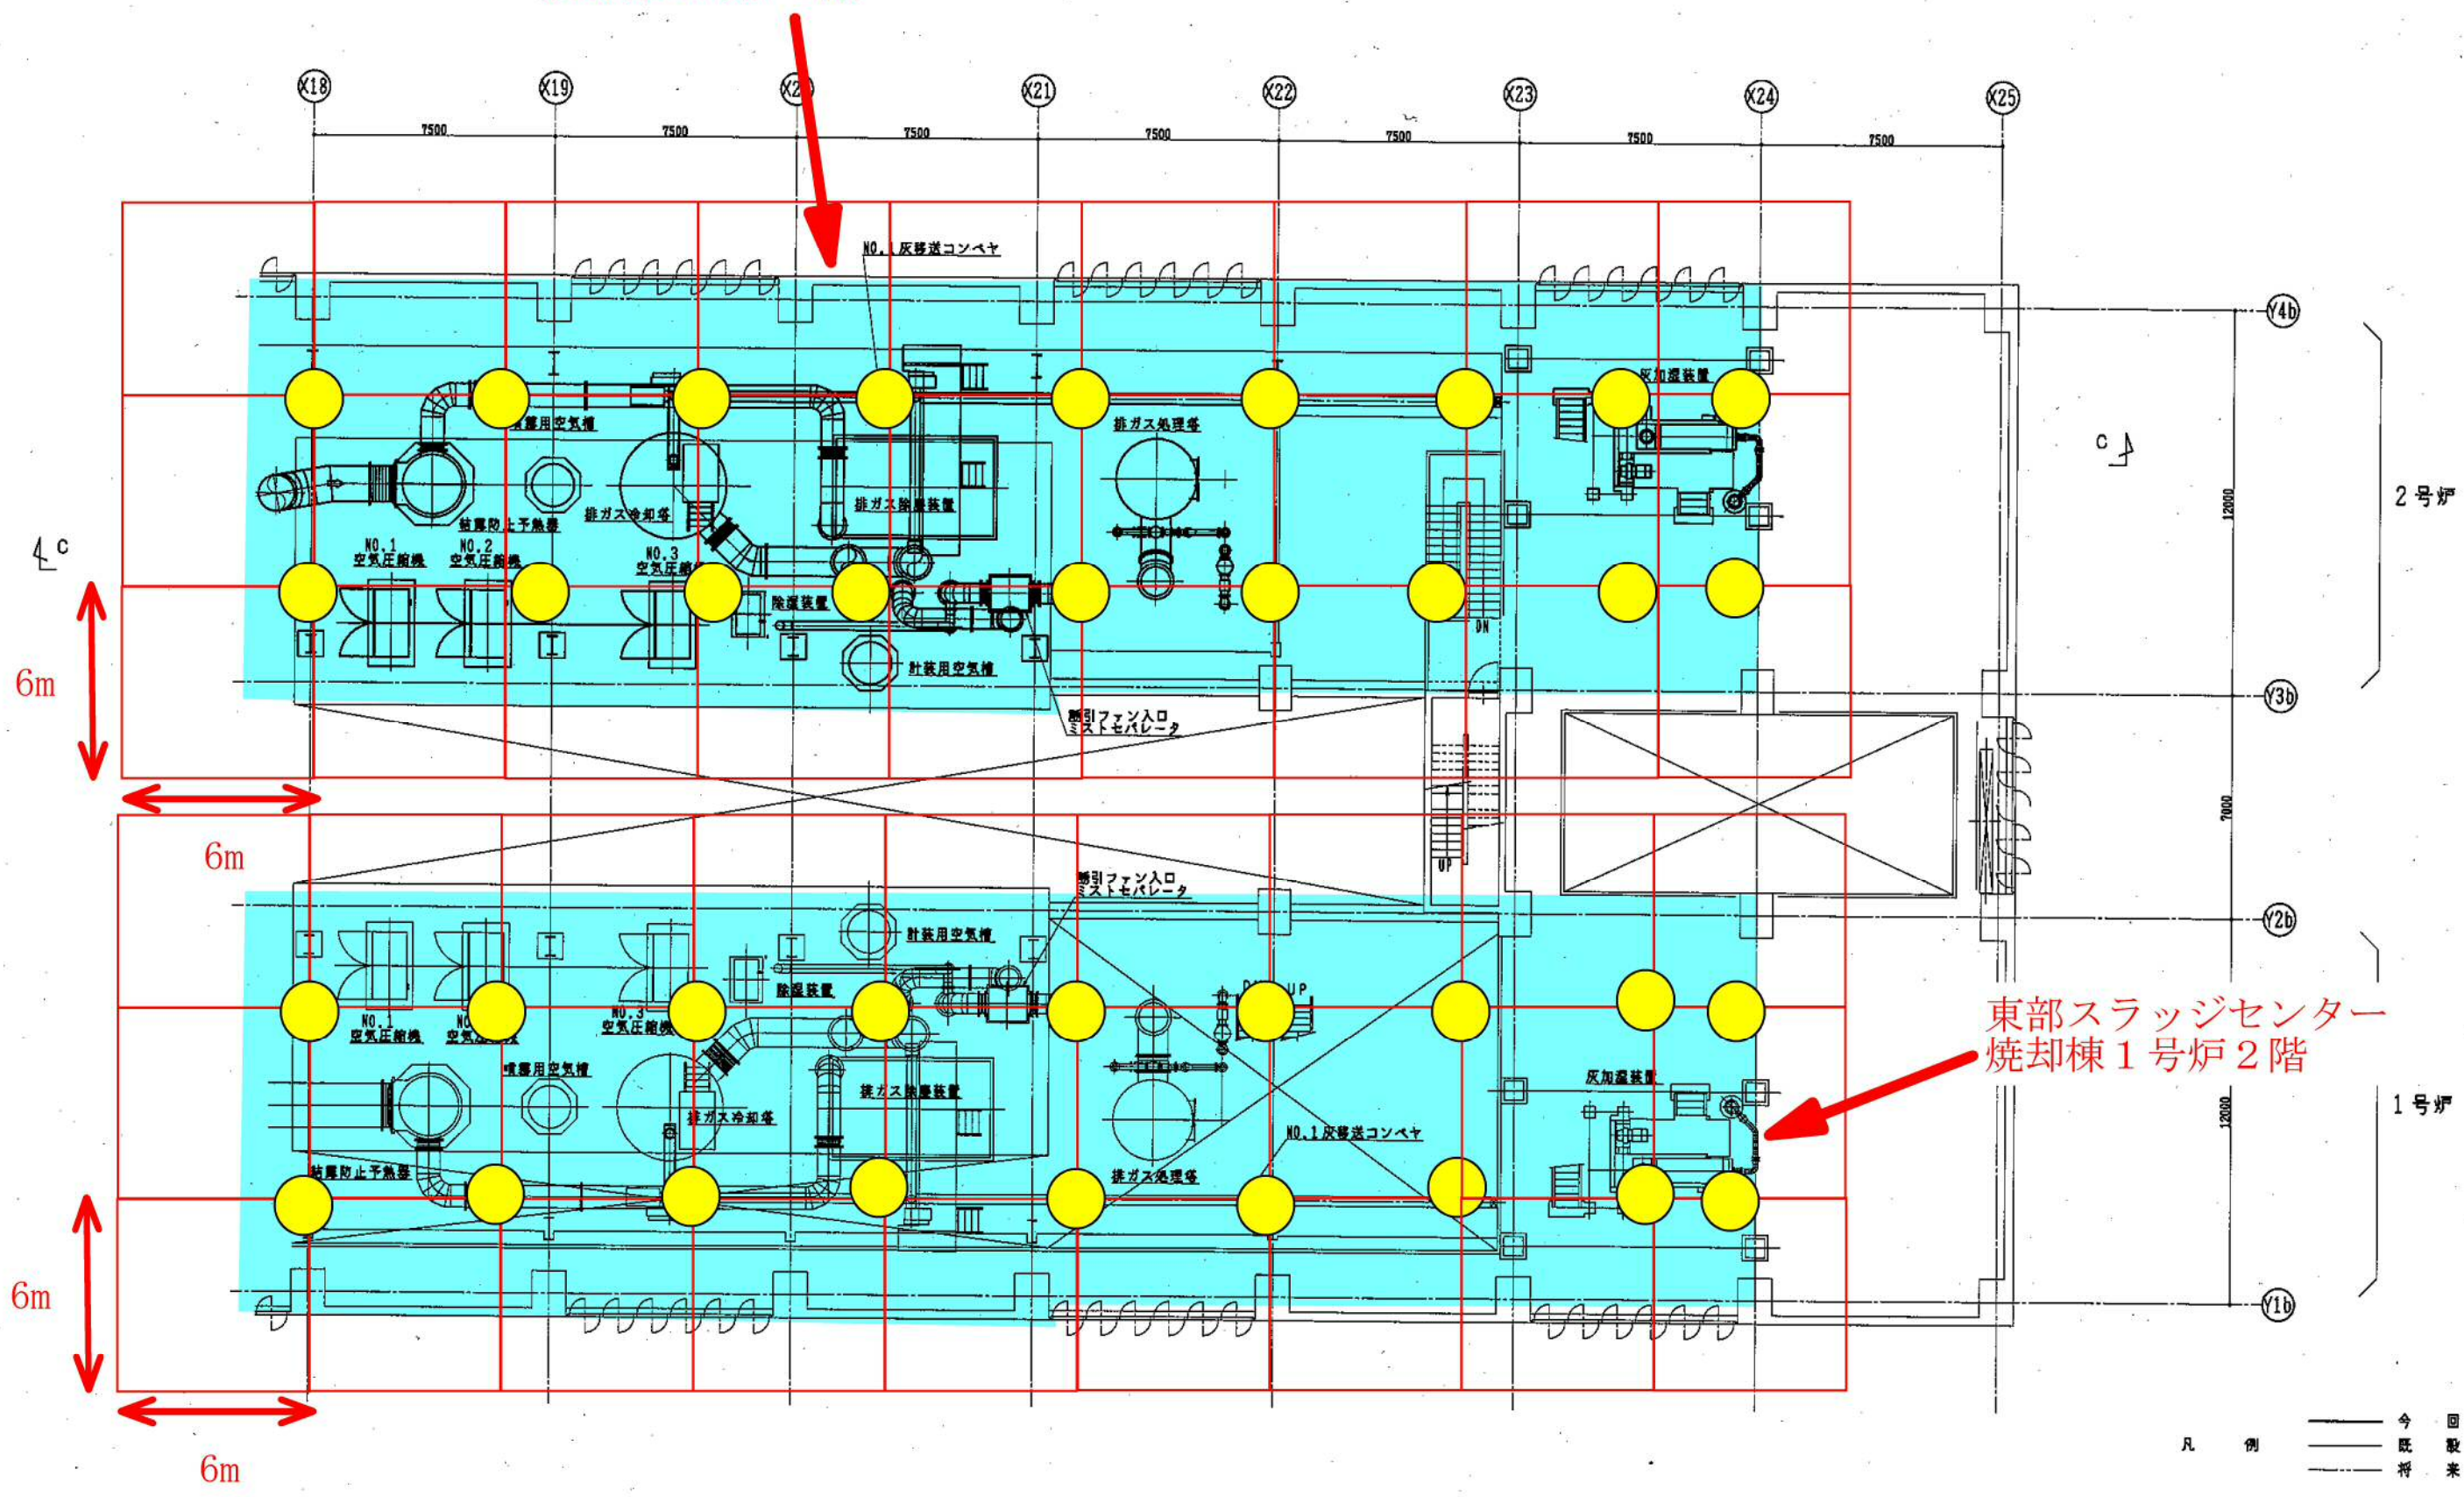 X18
X19
X21
X22
X23
X24
X25
7500
7500
7500
7500
7500
7500
7500
NO.1灰移送コンベヤ
Y4b
灰加湿装置
噴霧用空気槽
排ガス処理塔
C
2号炉
12000
排ガス除塵装置
排ガス冷却塔
結露防止予熱器
C
NO.1
空気圧縮機
NO.2
空気圧縮機
NO.3
空気圧縮
除湿装置
DN
計装用空気槽
6m
Y3b
誘引ファン入口
ミストセパレータ
7000
6m
UP
誘引ファン入口
ミストセパレータ
Y2b
計装用空気槽
除湿装置
UP
東部スラッジセンター
焼却棟1号炉2階
NO.1
空気圧縮機
NO.3
空気圧縮機
噴霧用空気槽
排ガス除塵装置
灰加湿装置
排ガス冷却塔
NO.1灰移送コンベヤ
1号炉
12000
結露防止予熱器
排ガス処理塔
6m
Y1b
6m
凡 例
今 回
既 設
将 来